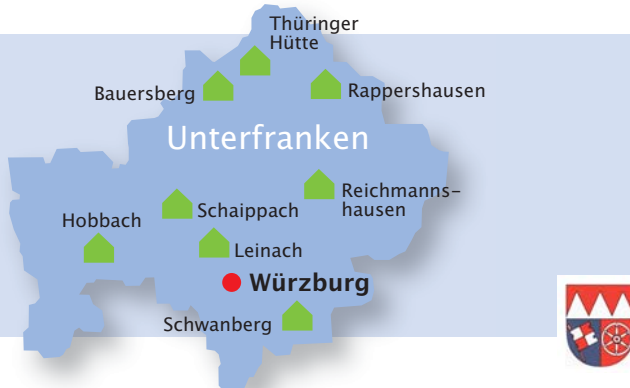 Thüringer
Hütte
Bauersberg
Rappershausen
Unterfranken
Reichmanns-
hausen
Schaippach
Hobbach
Leinach
Würzburg
Schwanberg